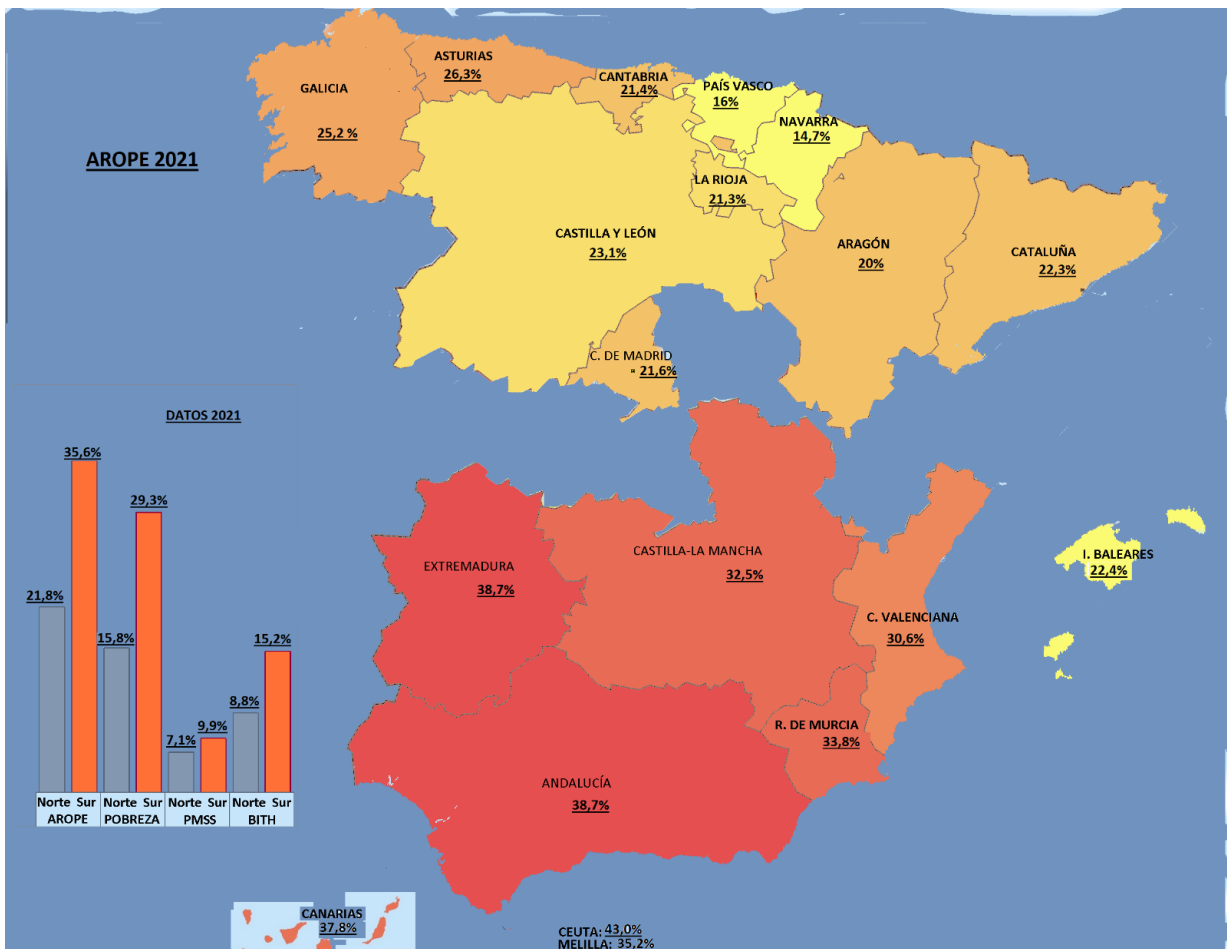 ASTURIAS
26,3%
CANTABRIA
21,4%
PAÍS VASCO
16%
GALICIA
25,2 %
NAVARRA
14,7%
AROPE 2021
LA RIOJA
21,3%
CASTILLA Y LEÓN
23,1%
ARAGÓN
20%
CATALUÑA
22,3%
C. DE MADRID
21,6%
DATOS 2021
35,6%
29,3%
21,8%
15,8%
15,2%
8,8%
9,9%
7,1%
Norte Sur Norte Sur Norte Sur Norte Sur
AROPE POBREZA PMSS BITH
EXTREMADURA
38,7%
CASTILLA-LA MANCHA
32,5%
I. BALEARES
22,4%
C. VALENCIANA
30,6%
R. DE MURCIA
33,8%
ANDALUCÍA
38,7%
CANARIAS
37,8%
CEUTA: 43,0%
MELILLA: 35,2%